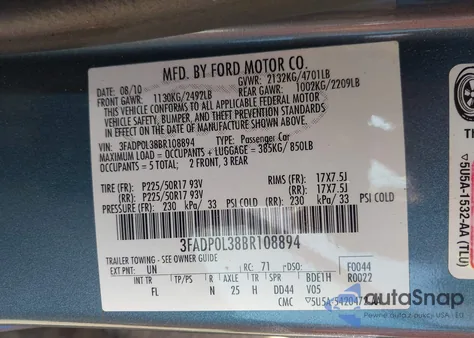 MFD. BY FORD MOTOR CO.
DATE: 08/10 GVWR: 2132KG/4701LB
FRONT GAWR: 1130KG/2492LB REAR GAWR: 1002KG/2209LB
THIS VEHICLE CONFORMS TO ALL APPLICABLE FEDERAL MOTOR
VEHICLE SAFETY, BUMPER, AND THEFT PREVENTION STANDARDS
IN EFFECT ON THE DATE OF MANUFACTURE SHOWN ABOVE.
VIN: 3FADP0L38BR108894 TYPE: Passenger Car
MAXIMUM LOAD = OCCUPANTS + LUGGAGE = 385KG/850LB
OCCUPANTS = 5 TOTAL; 2 FRONT, 3 REAR
TIRE (FR): P225/50R17 93V RIMS (FR): 17X7.5J
(RR): P225/50R17 93V (RR): 17X7.5J
PRESSURE (FR): 230 kPa/ 33 PSI COLD (RR): 230 kPa/ 33 PSI COLD
3FADP0L38BR108894
TRAILER TOWING - SEE OWNER GUIDE
EXT PNT: UN RC: 71 DSO: F0044
INT TR TP/PS R AXLE TR SPR BDE1H R0022
FL N 25 H DD44 V05
CMC
5U5A-1532-AA (TLU)
autoSnap